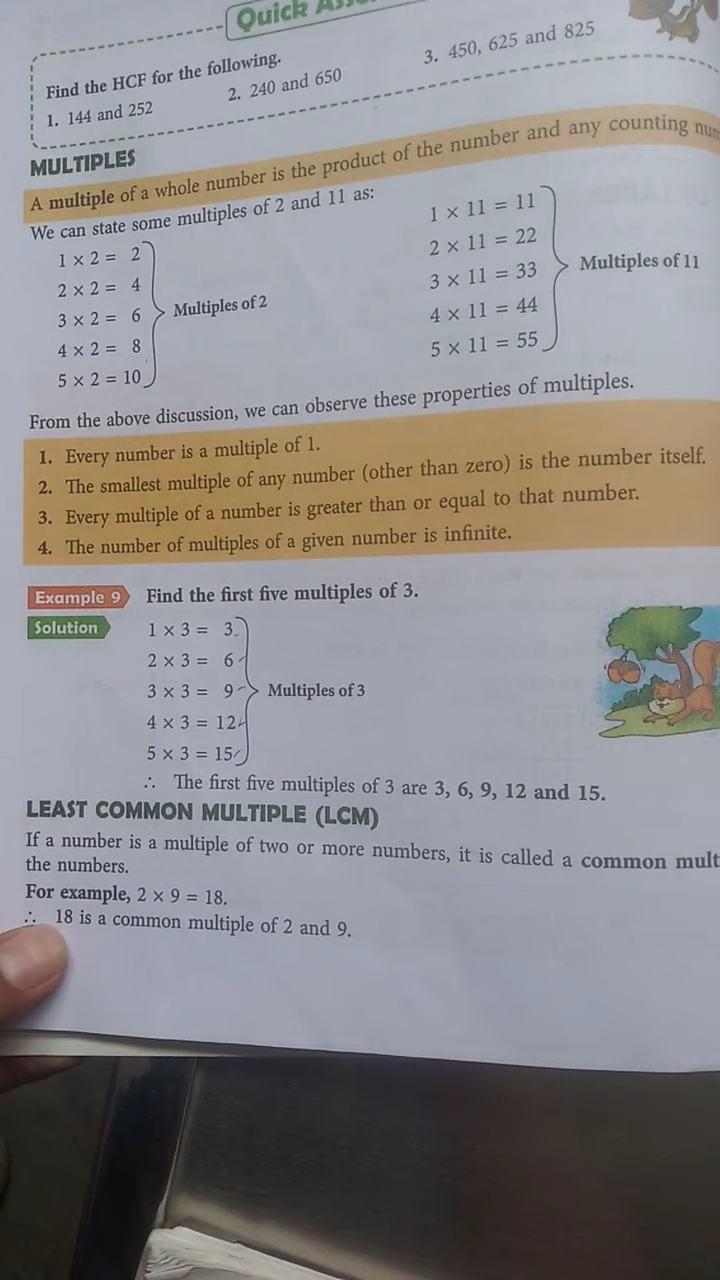 Quick
Find the HCF for the following.
1. 144 and 252
2. 240 and 650
3. 450, 625 and 825
MULTIPLES
A multiple of a whole number is the product of the number and any counting
We can state some multiples of 2 and 11 as:
1 × 2 = 2
2 × 2 = 4
3 × 2 = 6
4 × 2 = 8
5 × 2 = 10
Multiples of 2
1 × 11 = 11
2 × 11 = 22
3 × 11 = 33
4 × 11 = 44
5 × 11 = 55
Multiples of 11
From the above discussion, we can observe these properties of multiples.
1. Every number is a multiple of 1.
2. The smallest multiple of any number (other than zero) is the number itself.
3. Every multiple of a number is greater than or equal to that number.
4. The number of multiples of a given number is infinite.
Example 9 Find the first five multiples of 3.
Solution
1 × 3 = 3
2 × 3 = 6
3 × 3 = 9
4 × 3 = 12
5 × 3 = 15
Multiples of 3
∴ The first five multiples of 3 are 3, 6, 9, 12 and 15.
LEAST COMMON MULTIPLE (LCM)
If a number is a multiple of two or more numbers, it is called a common mult
the numbers.
For example, 2 × 9 = 18.
∴ 18 is a common multiple of 2 and 9.